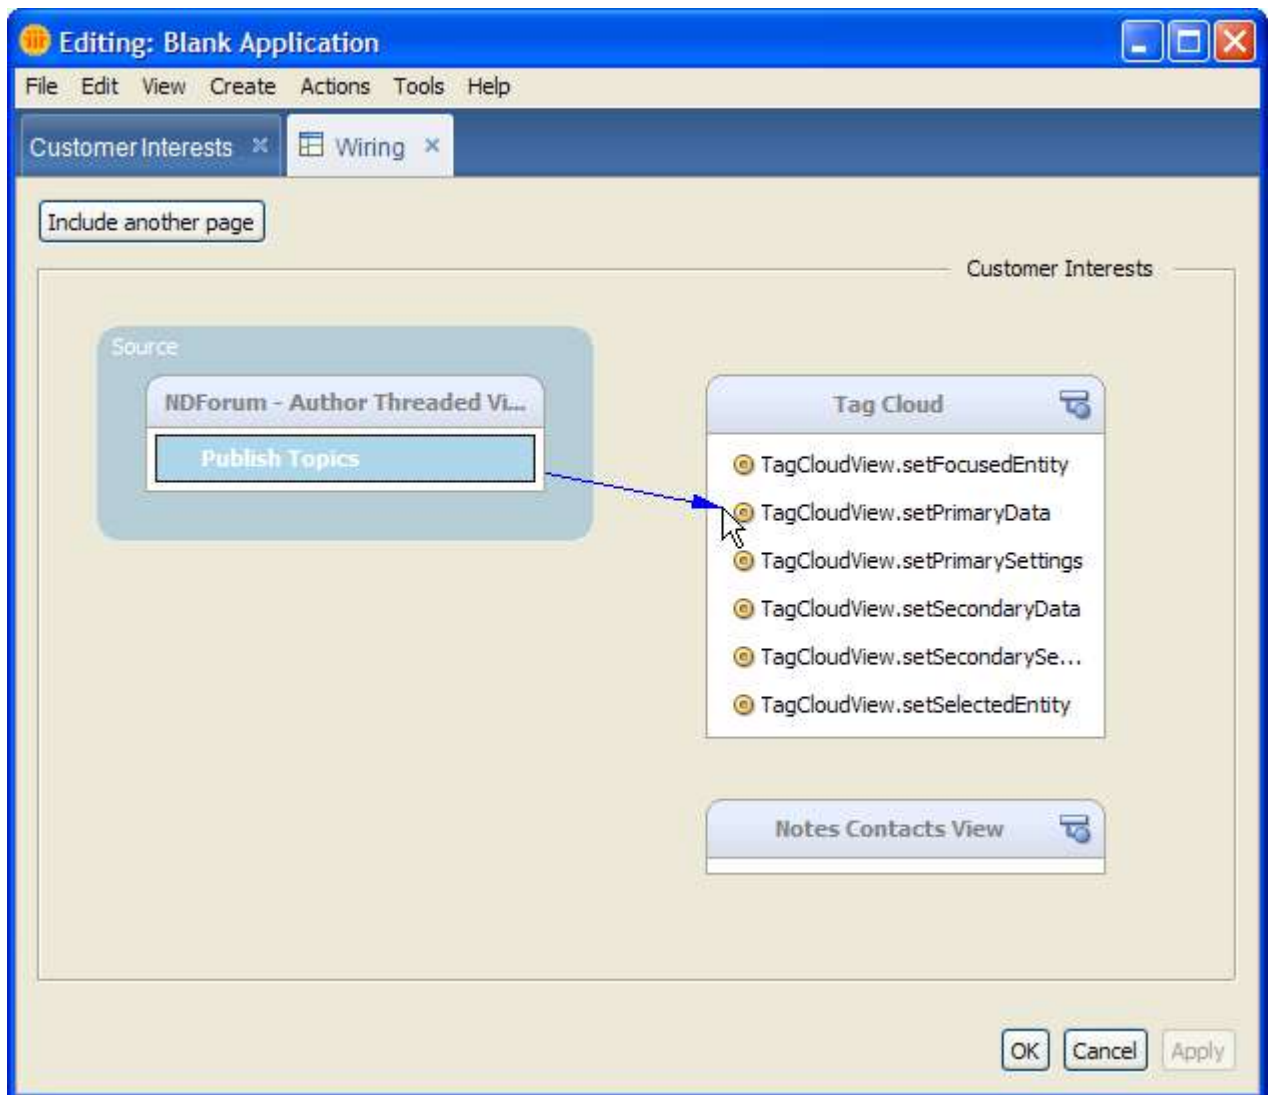 Editing: Blank Application
File Edit View Create Actions Tools Help
Customer Interests Wiring
Include another page
Customer Interests
Source
NDForum - Author Threaded Vi...
Publish Topics
Tag Cloud
TagCloudView.setFocusedEntity
TagCloudView.setPrimaryData
TagCloudView.setPrimarySettings
TagCloudView.setSecondaryData
TagCloudView.setSecondarySe...
TagCloudView.setSelectedEntity
Notes Contacts View
OK Cancel Apply